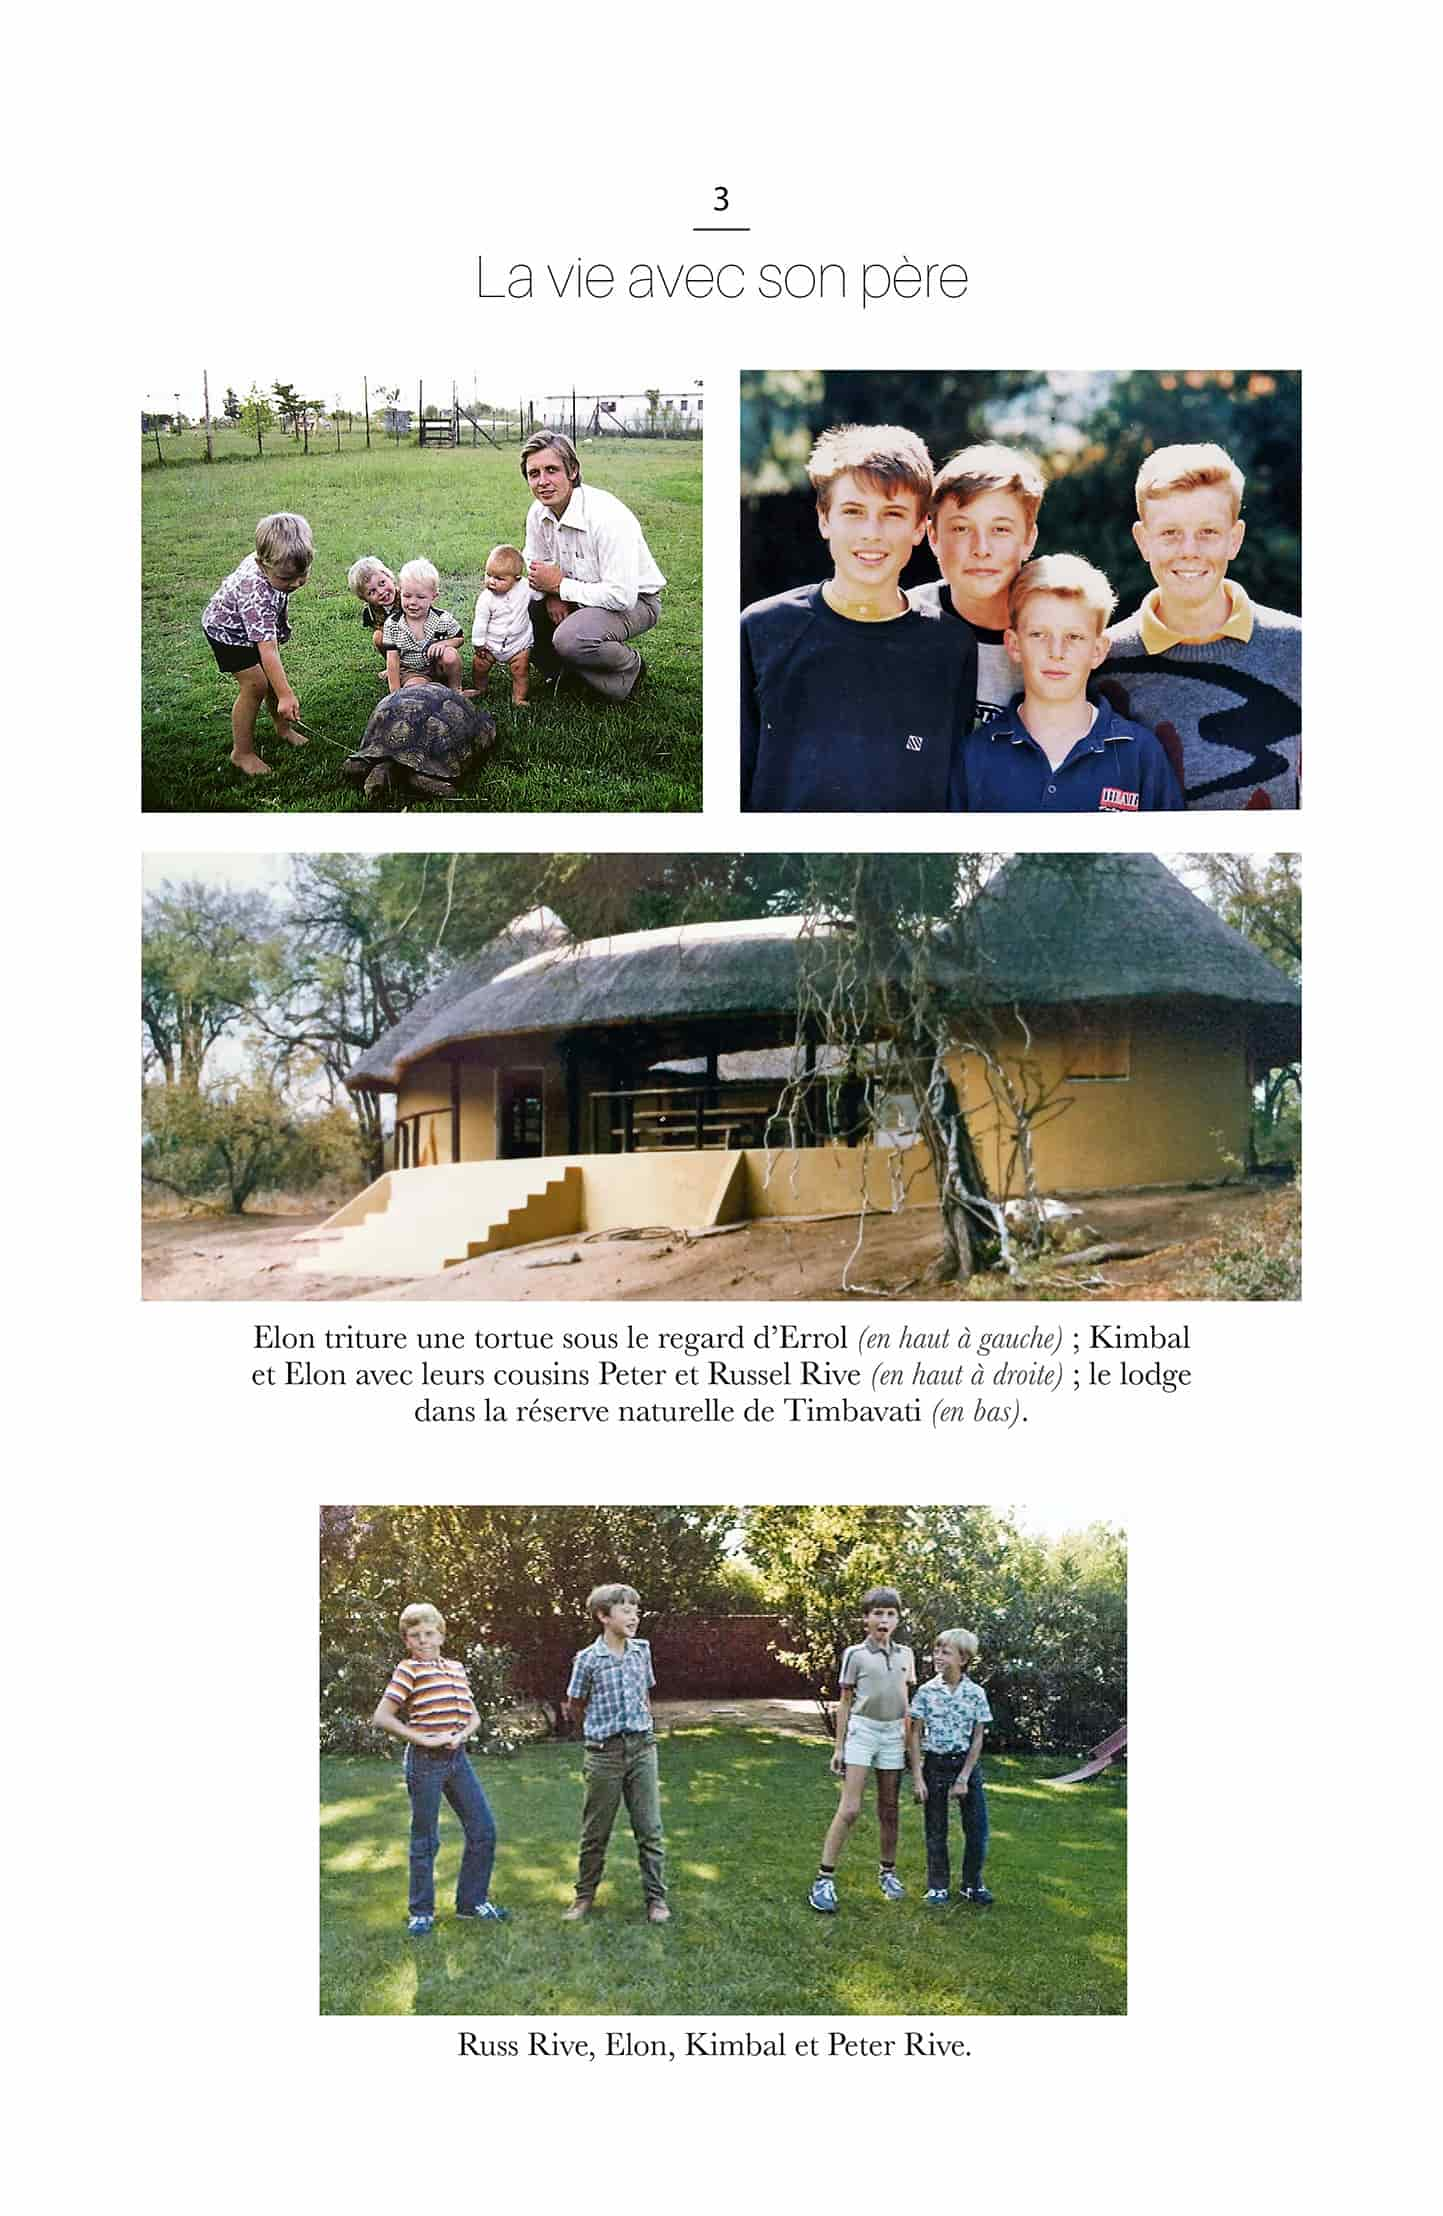 3
La vie avec son père
Elon triture une tortue sous le regard d’Errol (en haut à gauche) ; Kimbal
et Elon avec leurs cousins Peter et Russel Rive (en haut à droite) ; le lodge
dans la réserve naturelle de Timbavati (en bas).
Russ Rive, Elon, Kimbal et Peter Rive.